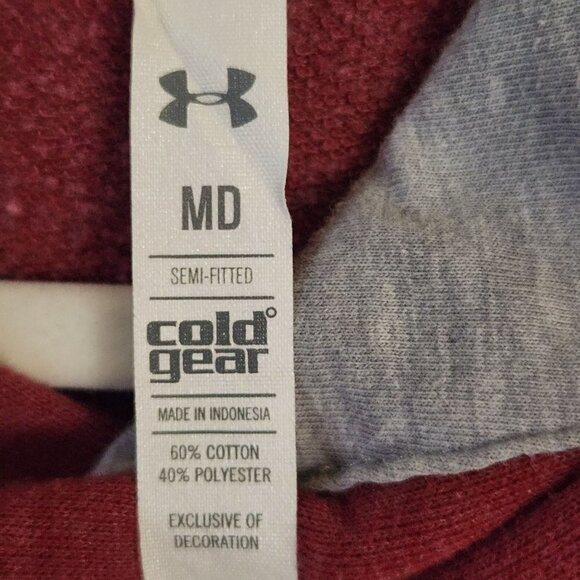 MD
SEMI-FITTED
cold°
gear
MADE IN INDONESIA
60% COTTON
40% POLYESTER
EXCLUSIVE OF
DECORATION